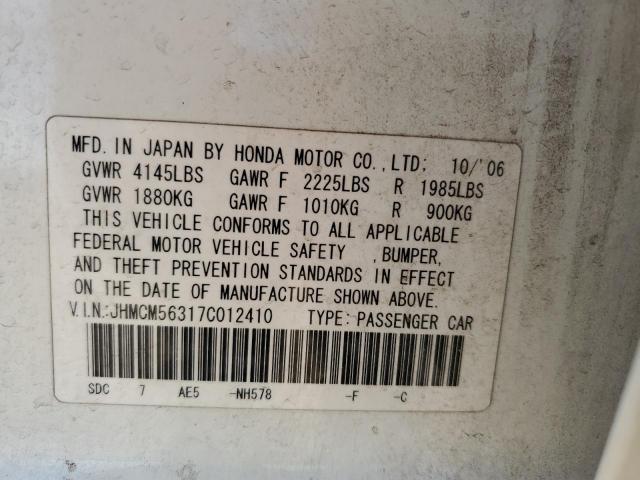 MFD. IN JAPAN BY HONDA MOTOR CO., LTD; 10/'06
GVWR 4145LBS GAWR F 2225LBS R 1985LBS
GVWR 1880KG GAWR F 1010KG R 900KG
THIS VEHICLE CONFORMS TO ALL APPLICABLE
FEDERAL MOTOR VEHICLE SAFETY , BUMPER,
AND THEFT PREVENTION STANDARDS IN EFFECT
ON THE DATE OF MANUFACTURE SHOWN ABOVE.
V.I.N.:JHMCM56317C012410 TYPE: PASSENGER CAR
SDC 7 AE5 -NH578 -F -C